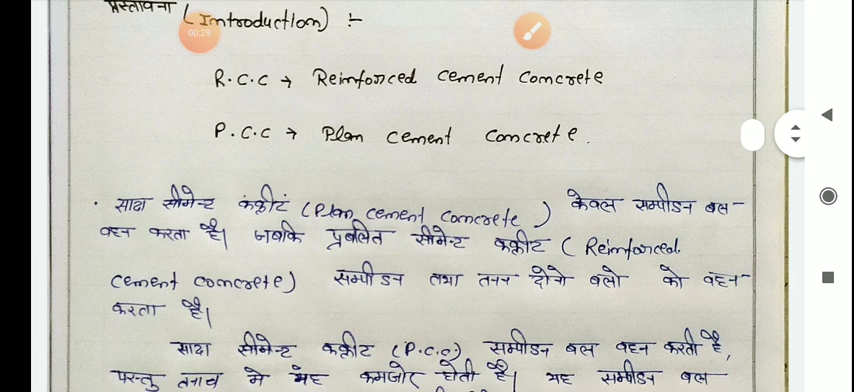 प्रस्तावना (Introduction) :-
00:29
R.C.C → Reinforced cement concrete
P.C.C → Plan cement concrete.
• सादा सीमेन्ट कंक्रीट (Plan cement concrete) केवल सम्पीडन बल-
वहन करता है। जबकि प्रबलित सीमेन्ट कंक्रीट (Reinforced
cement concrete) सम्पीडन तथा तनन दोनो बलो को वहन-
करता है।
सादा सीमेन्ट कंक्रीट (P.C.C) सम्पीडन बल वहन करती है,
परन्तु तनाव मे यह कमजोर होती है। यह सम्पीडन बल